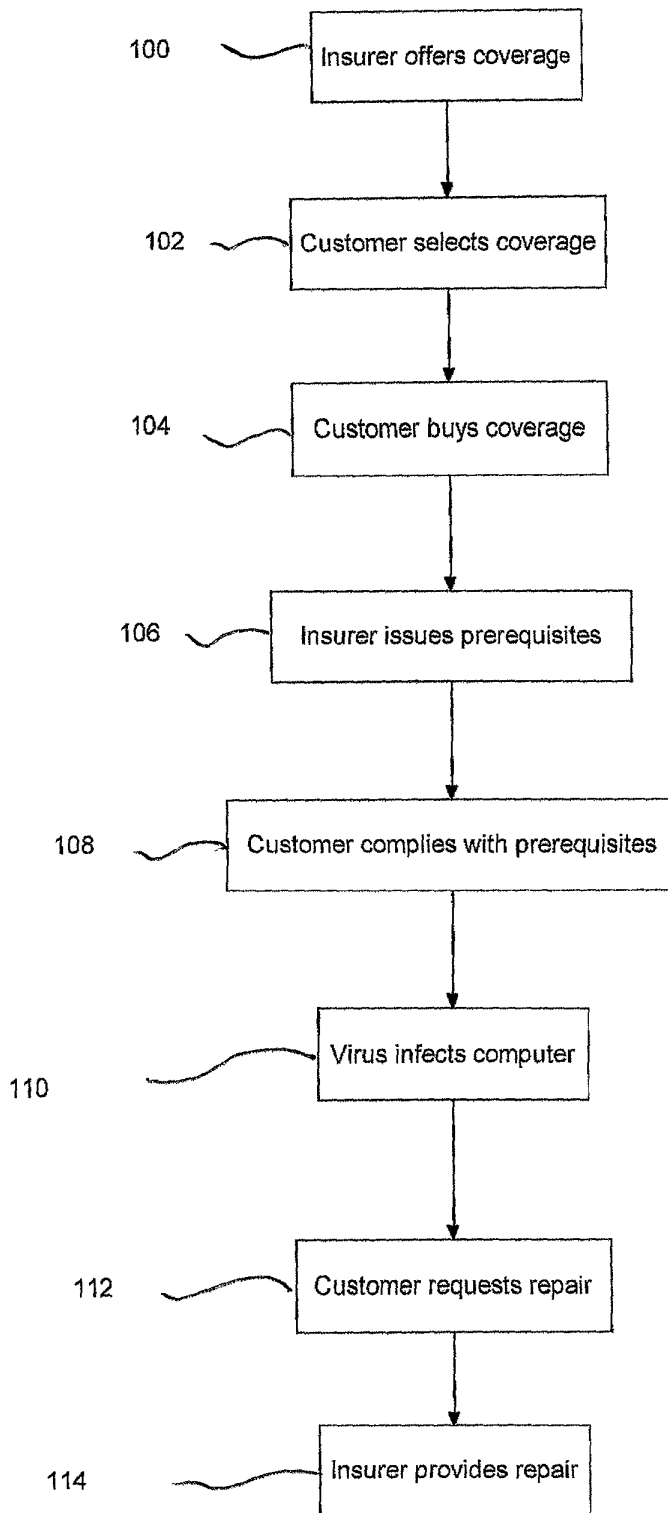 100 Insurer offers coverage
102 Customer selects coverage
104 Customer buys coverage
106 Insurer issues prerequisites
108 Customer complies with prerequisites
110 Virus infects computer
112 Customer requests repair
114 Insurer provides repair